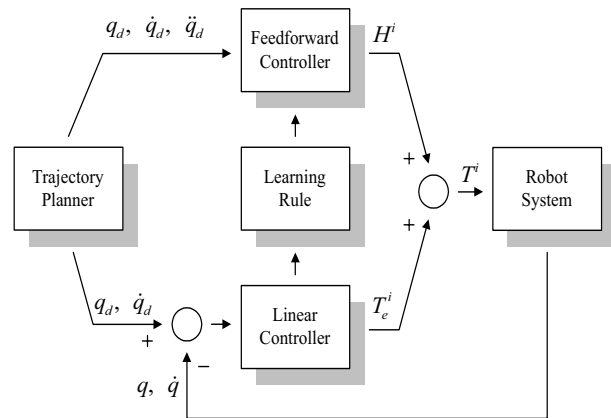 q_d, q̇_d, q̈_d
Feedforward
Controller
H^i
Trajectory
Planner
Learning
Rule
+
T^i
+
Robot
System
q_d, q̇_d
+
Linear
Controller
T_e^i
−
q, q̇